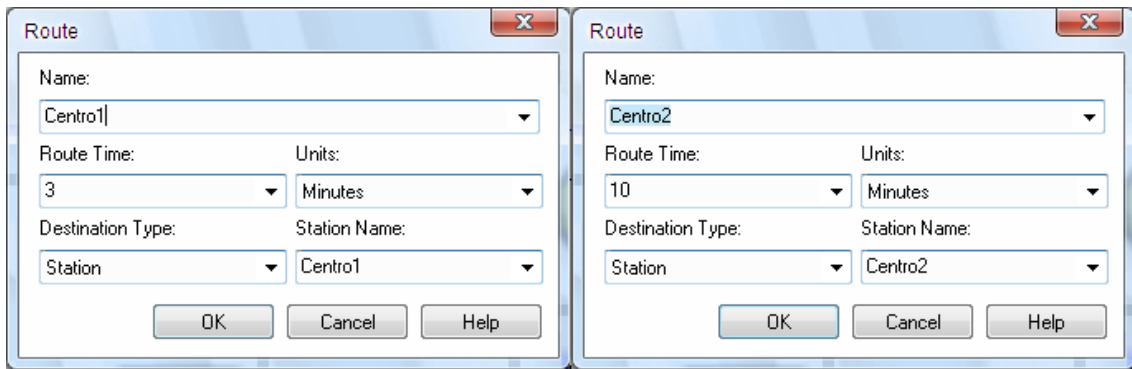 Route
Name:
Centro1
Route Time: Units:
3 Minutes
Destination Type: Station Name:
Station Centro1
OK Cancel Help
Route
Name:
Centro2
Route Time: Units:
10 Minutes
Destination Type: Station Name:
Station Centro2
OK Cancel Help